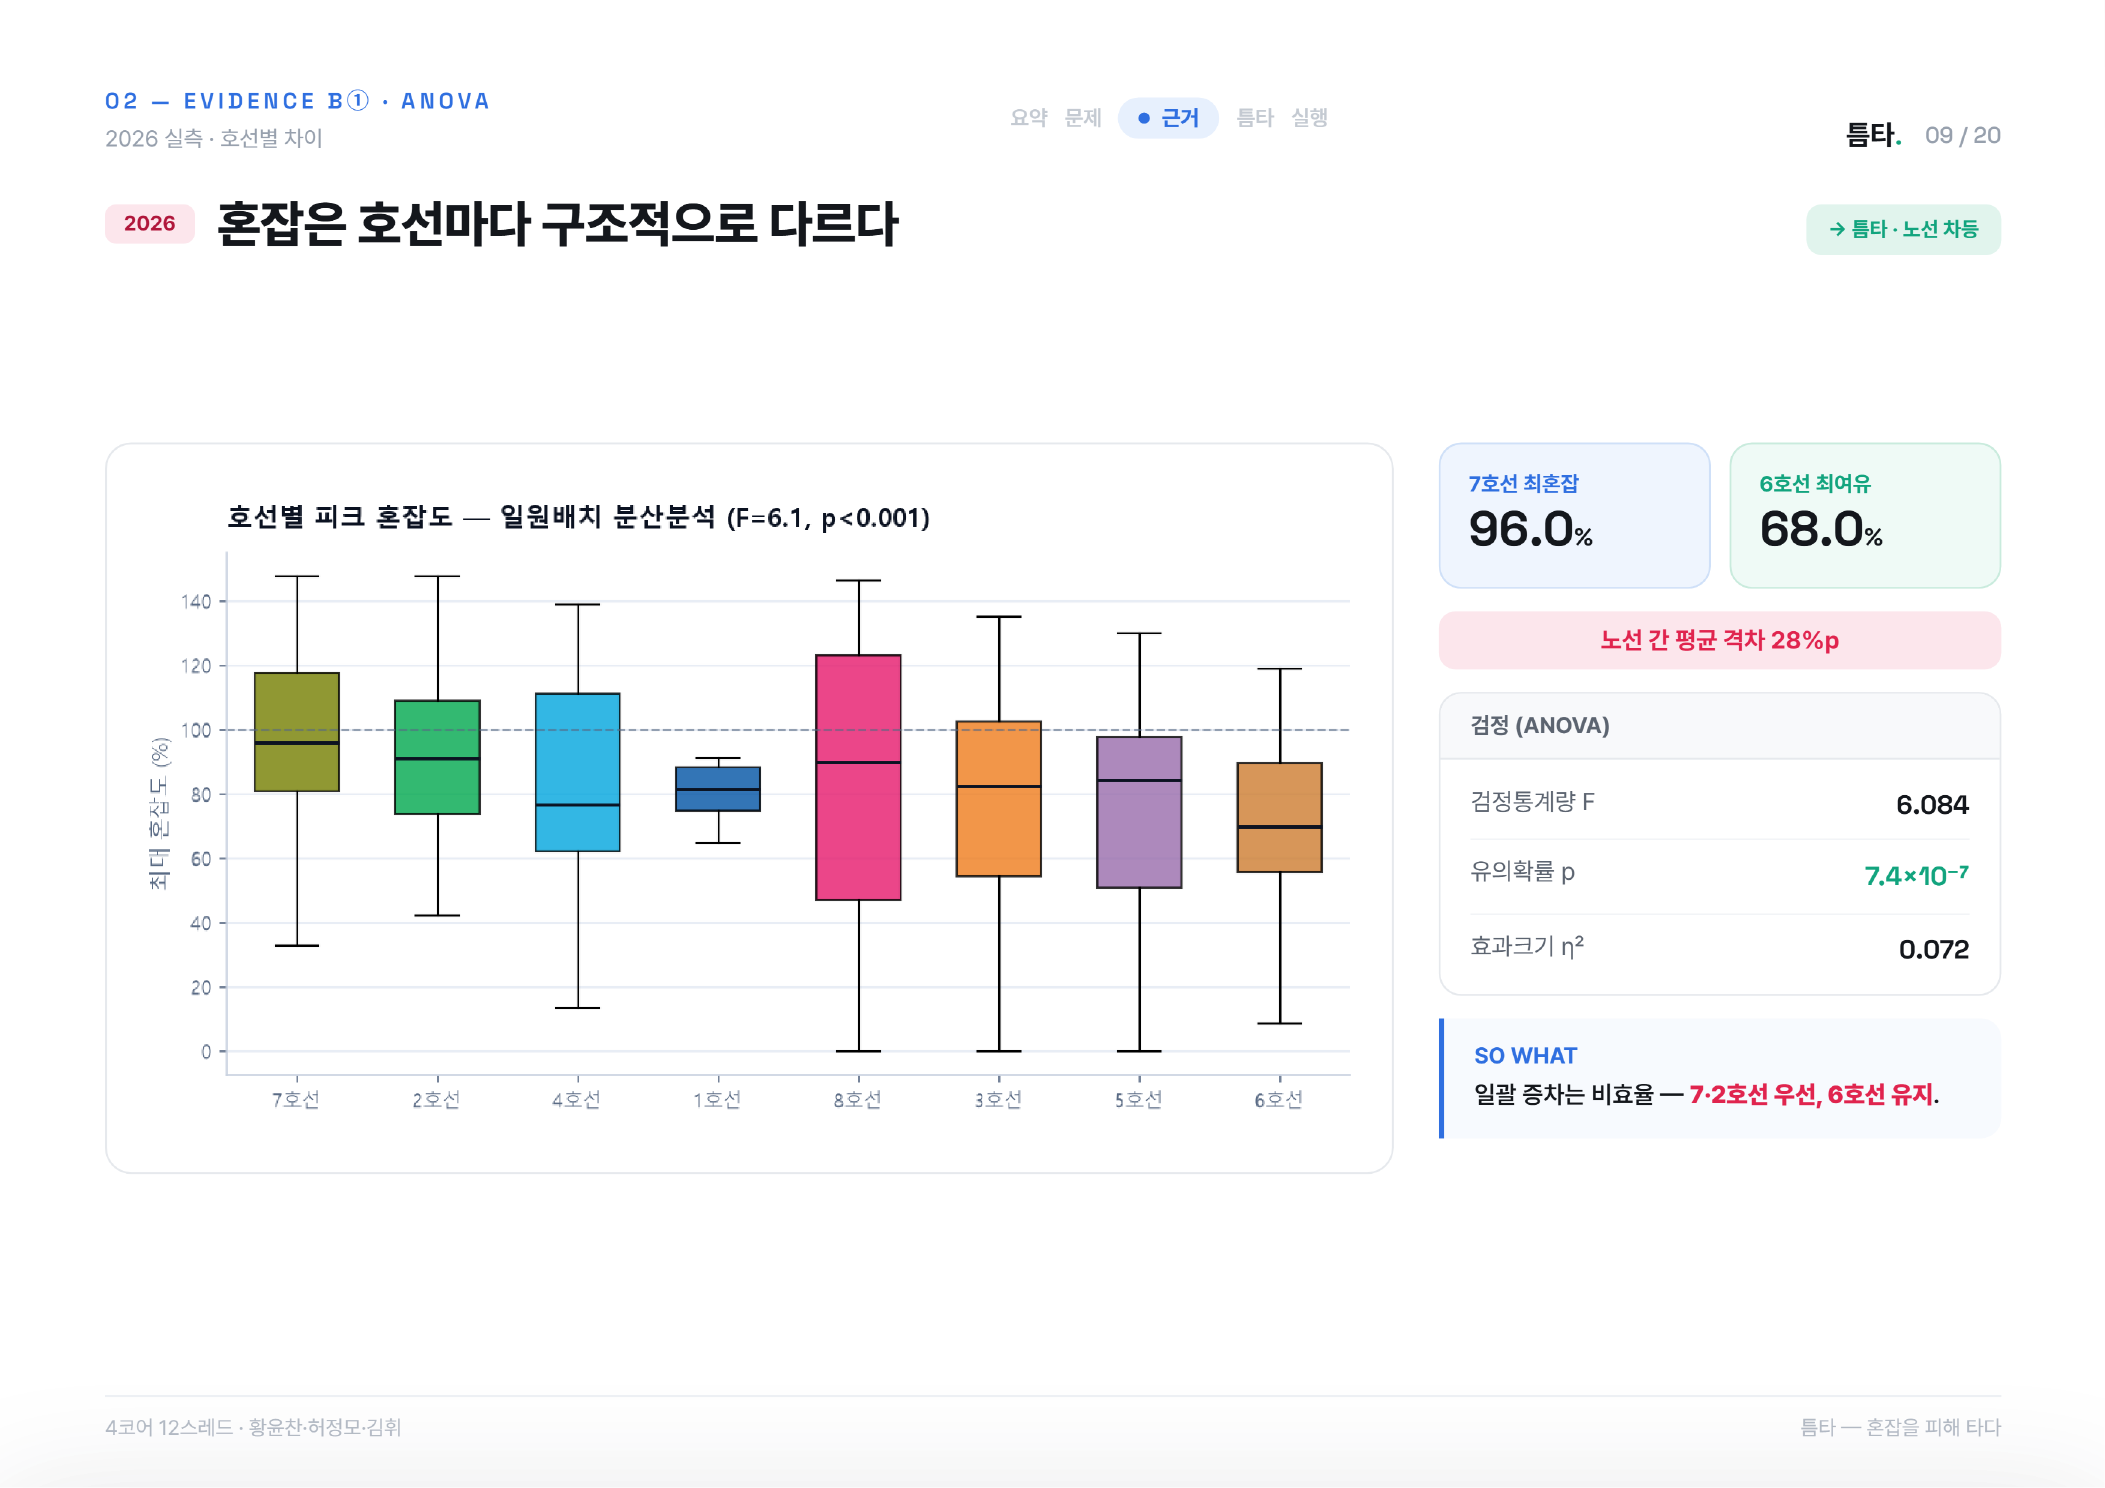 02 — EVIDENCE B① · ANOVA
2026 실측 · 호선별 차이
요약 문제 근거 틈타 실행
틈타. 09 / 20
2026 혼잡은 호선마다 구조적으로 다르다
→ 틈타 · 노선 차등
호선별 피크 혼잡도 — 일원배치 분산분석 (F=6.1, p<0.001)
최대 혼잡도 (%)
140
120
100
80
60
40
20
0
7호선 2호선 4호선 1호선 8호선 3호선 5호선 6호선
7호선 최혼잡
96.0%
6호선 최여유
68.0%
노선 간 평균 격차 28%p
검정 (ANOVA)
검정통계량 F 6.084
유의확률 p 7.4×10⁻⁷
효과크기 η² 0.072
SO WHAT
일괄 증차는 비효율 — 7·2호선 우선, 6호선 유지.
4코어 12스레드 · 황윤찬·허정모·김휘
틈타 — 혼잡을 피해 타다